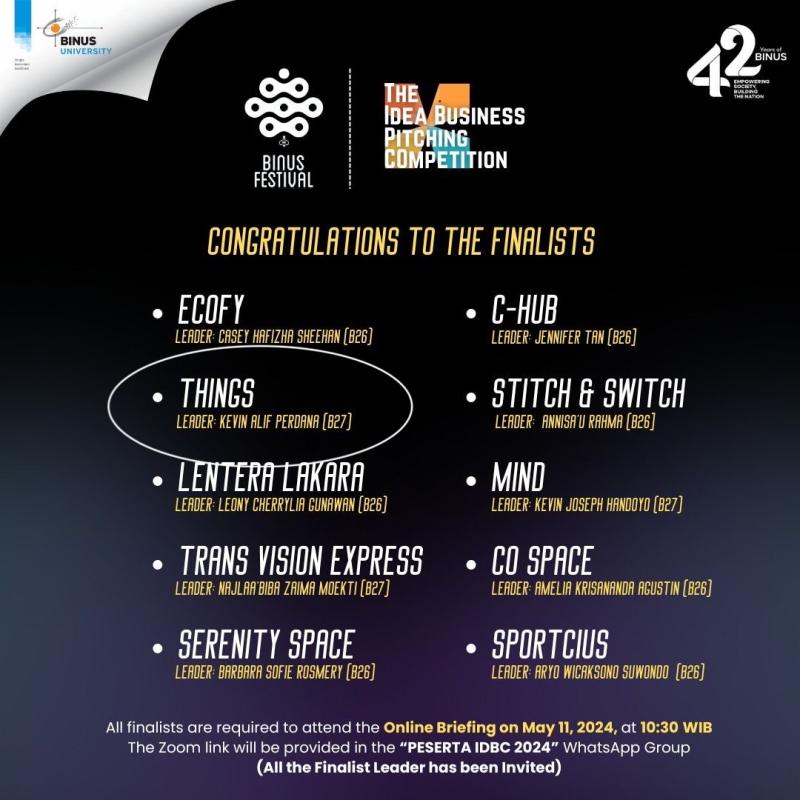 BINUS
UNIVERSITY
42
Years of
BINUS
EMPOWERING
SOCIETY,
BUILDING
THE NATION
BINUS
FESTIVAL
THE
IDEA BUSINESS
PITCHING
COMPETITION
CONGRATULATIONS TO THE FINALISTS
• ECOFY
LEADER: CASEY HAFIZHA SHEEHAN (B26)
• THINGS
LEADER: KEVIN ALIF PERDANA (B27)
• LENTERA LAKARA
LEADER: LEONY CHERRYLIA GUNAWAN (B26)
• TRANS VISION EXPRESS
LEADER: NAJLAA'BIBA ZAIMA MOEKTI (B27)
• SERENITY SPACE
LEADER: BARBARA SOFIE ROSMERY (B26)
• C-HUB
LEADER: JENNIFER TAN (B26)
• STITCH & SWITCH
LEADER: ANNISA'U RAHMA (B26)
• MIND
LEADER: KEVIN JOSEPH HANDOYO (B27)
• CO SPACE
LEADER: AMELIA KRISANANDA AGUSTIN (B26)
• SPORTCIUS
LEADER: ARYO WICAKSONO SUWONDO (B26)
All finalists are required to attend the Online Briefing on May 11, 2024, at 10:30 WIB
The Zoom link will be provided in the “PESERTA IDBC 2024” WhatsApp Group
(All the Finalist Leader has been Invited)